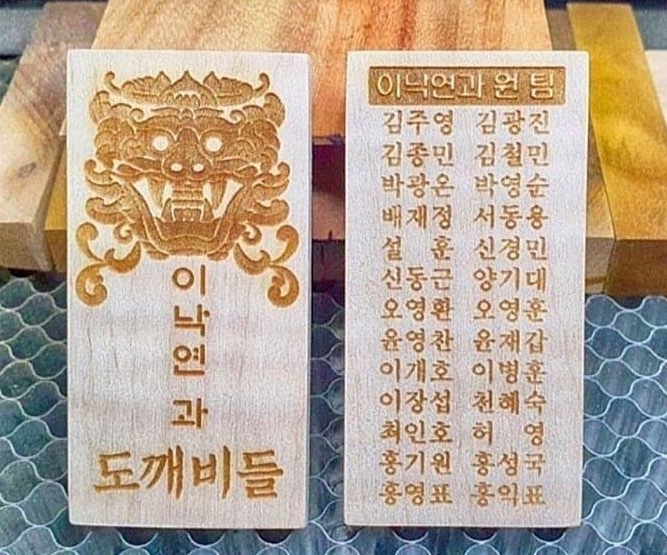 이낙연과
도깨비들
이낙연과 원팀
김주영 김광진
김종민 김철민
박광온 박영순
배재정 서동용
설 훈 신경민
신동근 양기대
오영환 오영훈
윤영찬 윤재갑
이개호 이병훈
이장섭 천혜숙
최인호 허 영
홍기원 홍성국
홍영표 홍익표